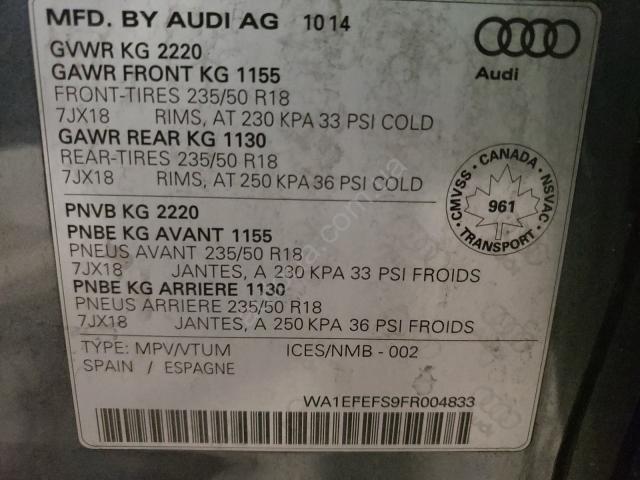 MFD. BY AUDI AG 10 14
GVWR KG 2220
GAWR FRONT KG 1155
FRONT-TIRES 235/50 R18
7JX18 RIMS, AT 230 KPA 33 PSI COLD
GAWR REAR KG 1130
REAR-TIRES 235/50 R18
7JX18 RIMS, AT 250 KPA 36 PSI COLD
Audi
CMVSS • CANADA • NSVAC
961
TRANSPORT
PNVB KG 2220
PNBE KG AVANT 1155
PNEUS AVANT 235/50 R18
7JX18 JANTES, A 230 KPA 33 PSI FROIDS
PNBE KG ARRIERE 1130
PNEUS ARRIERE 235/50 R18
7JX18 JANTES, A 250 KPA 36 PSI FROIDS
TYPE: MPV/VTUM ICES/NMB - 002
SPAIN / ESPAGNE
WA1EFEFS9FR004833